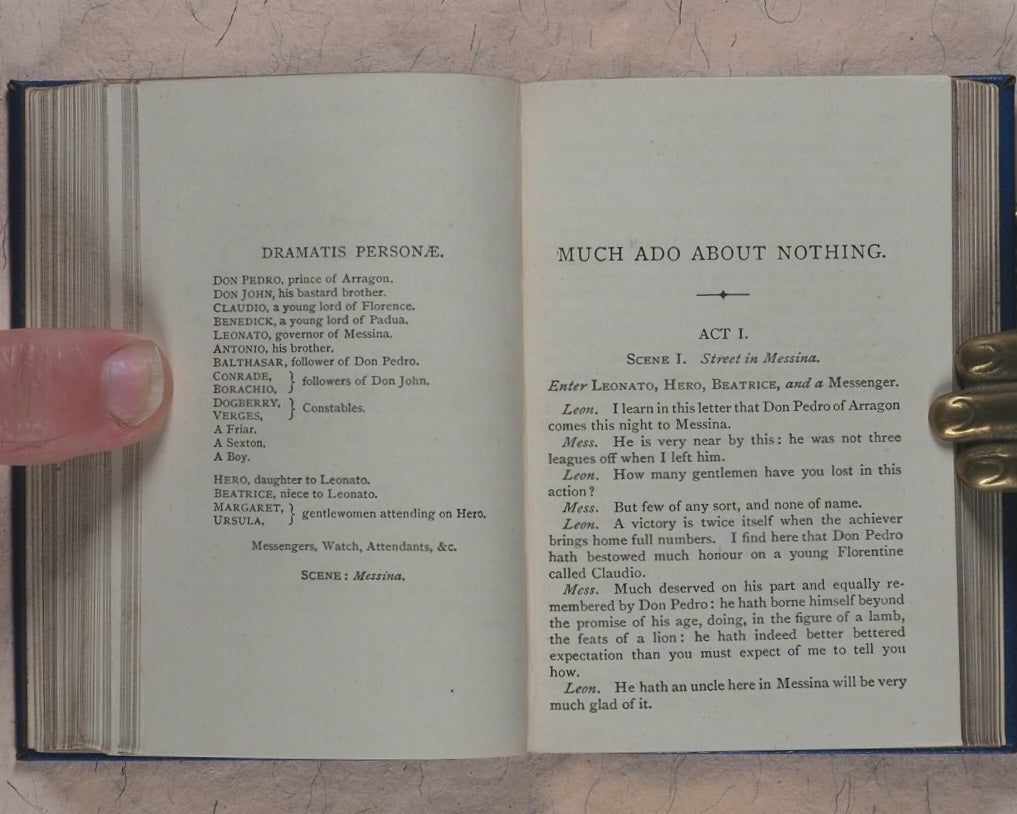 DRAMATIS PERSONÆ.
DON PEDRO, prince of Arragon.
DON JOHN, his bastard brother.
CLAUDIO, a young lord of Florence.
BENEDICK, a young lord of Padua.
LEONATO, governor of Messina.
ANTONIO, his brother.
BALTHASAR, follower of Don Pedro.
CONRADE,
BORACHIO, } followers of Don John.
DOGBERRY,
VERGES, } Constables.
A Friar.
A Sexton.
A Boy.
HERO, daughter to Leonato.
BEATRICE, niece to Leonato.
MARGARET,
URSULA, } gentlewomen attending on Hero.
Messengers, Watch, Attendants, &c.
SCENE: Messina.
MUCH ADO ABOUT NOTHING.
ACT I.
SCENE I. Street in Messina.
Enter LEONATO, HERO, BEATRICE, and a Messenger.
Leon. I learn in this letter that Don Pedro of Arragon
comes this night to Messina.
Mess. He is very near by this: he was not three
leagues off when I left him.
Leon. How many gentlemen have you lost in this
action?
Mess. But few of any sort, and none of name.
Leon. A victory is twice itself when the achiever
brings home full numbers. I find here that Don Pedro
hath bestowed much honour on a young Florentine
called Claudio.
Mess. Much deserved on his part and equally re-
membered by Don Pedro: he hath borne himself beyond
the promise of his age, doing, in the figure of a lamb,
the feats of a lion: he hath indeed better bettered
expectation than you must expect of me to tell you
how.
Leon. He hath an uncle here in Messina will be very
much glad of it.